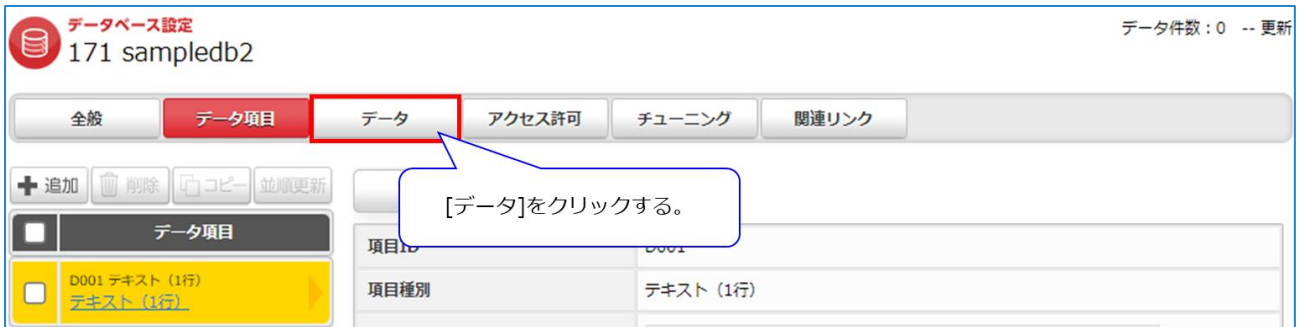 データベース設定
171 sampledb2
データ件数：0 -- 更新
全般 データ項目 データ アクセス許可 チューニング 関連リンク
追加 削除 コピー 並順更新
[データ]をクリックする。
データ項目
項目ID D001
D001 テキスト（1行）
テキスト（1行）
項目種別 テキスト（1行）